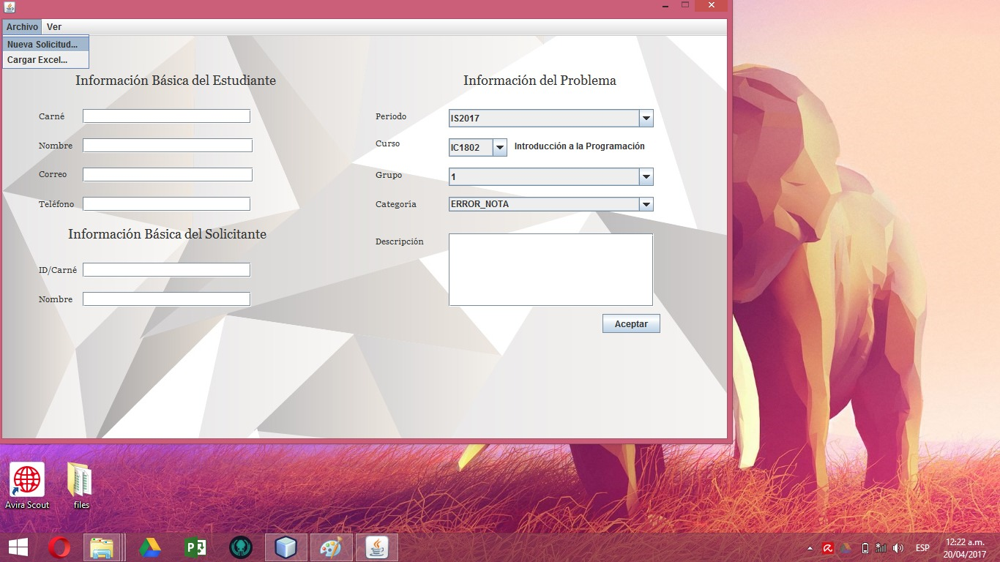 Archivo Ver
Nueva Solicitud...
Cargar Excel...
Información Básica del Estudiante
Carné
Nombre
Correo
Teléfono
Información Básica del Solicitante
ID/Carné
Nombre
Información del Problema
Periodo IS2017
Curso IC1802 Introducción a la Programación
Grupo 1
Categoría ERROR_NOTA
Descripción
Aceptar
Avira Scout
files
ESP
12:22 a.m.
20/04/2017